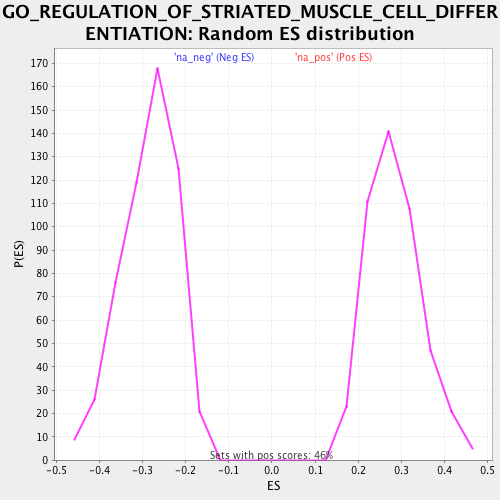 GO_REGULATION_OF_STRIATED_MUSCLE_CELL_DIFFER
ENTIATION: Random ES distribution
'na_neg' (Neg ES) 'na_pos' (Pos ES)
170
160
150
140
130
120
110
100
90
80
70
60
50
40
30
20
10
0
P(ES)
Sets with pos scores: 46%
-0.5 -0.4 -0.3 -0.2 -0.1 0.0 0.1 0.2 0.3 0.4 0.5
ES